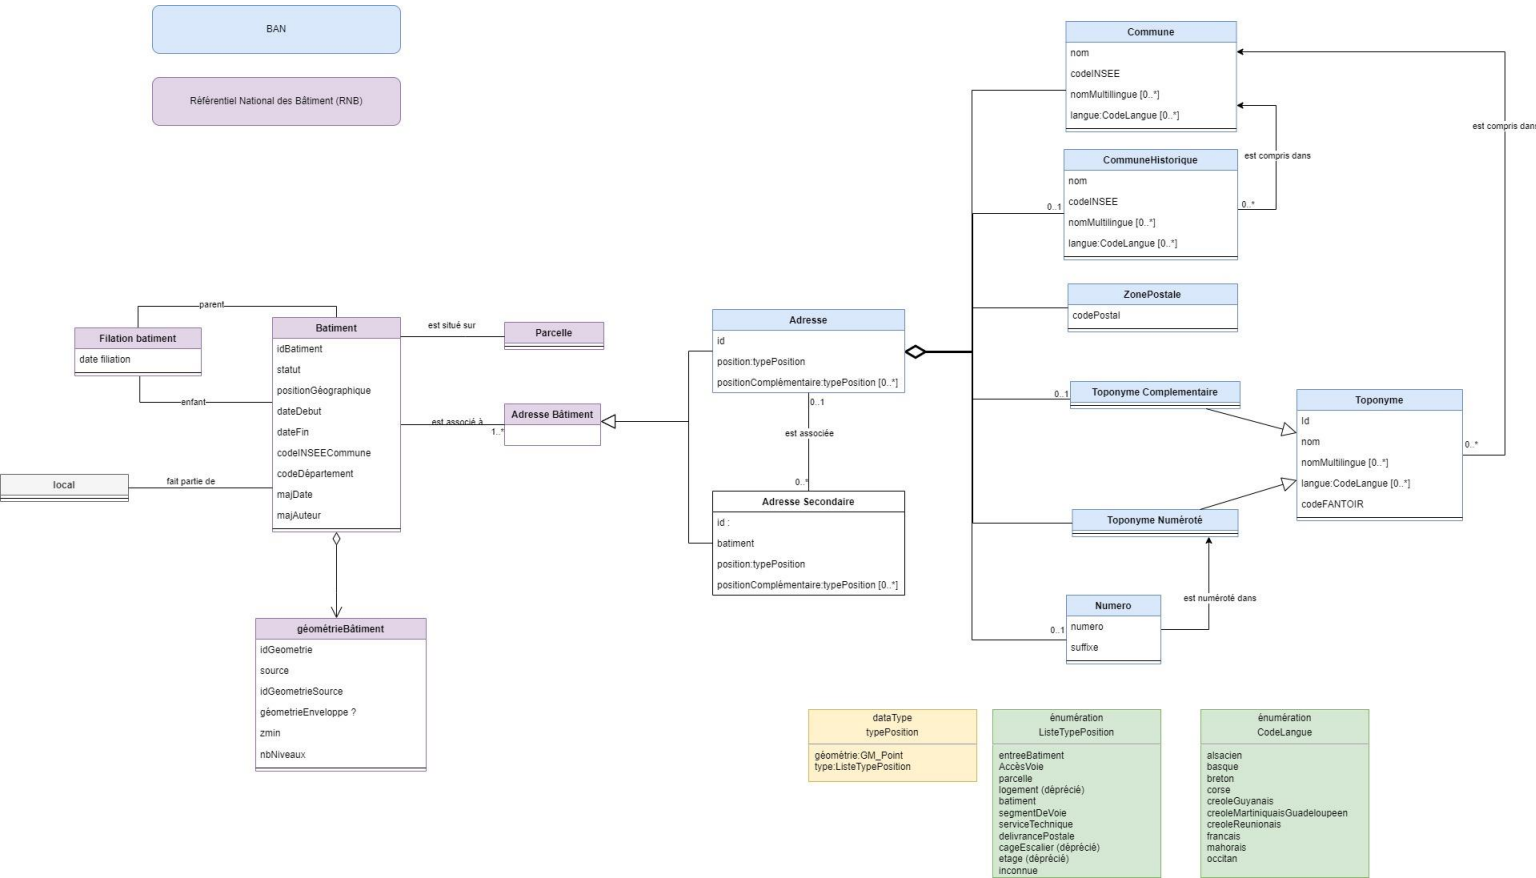 BAN
Référentiel National des Bâtiment (RNB)
Commune
nom
codeINSEE
nomMultillingue [0..*]
langue:CodeLangue [0..*]
est compris dans
CommuneHistorique
nom
codeINSEE
nomMultilingue [0..*]
langue:CodeLangue [0..*]
0..1
0..*
est compris dans
ZonePostale
codePostal
parent
Filation batiment
date filiation
enfant
Batiment
idBatiment
statut
positionGéographique
dateDebut
dateFin
codeINSEECommune
codeDépartement
majDate
majAuteur
est situé sur
Parcelle
est associé à
1..*
Adresse Bâtiment
local
fait partie de
Adresse
id
position:typePosition
positionComplémentaire:typePosition [0..*]
0..1
est associée
0..*
Adresse Secondaire
id :
batiment
position:typePosition
positionComplémentaire:typePosition [0..*]
0..1
Toponyme Complementaire
Toponyme
Id
nom
nomMultilingue [0..*]
langue:CodeLangue [0..*]
codeFANTOIR
0..*
Toponyme Numéroté
est numéroté dans
0..1
Numero
numero
suffixe
géométrieBâtiment
idGeometrie
source
idGeometrieSource
géometrieEnveloppe ?
zmin
nbNiveaux
dataType
typePosition
géométrie:GM_Point
type:ListeTypePosition
énumération
ListeTypePosition
entreeBatiment
AccèsVoie
parcelle
logement (déprécié)
batiment
segmentDeVoie
serviceTechnique
delivrancePostale
cageEscalier (déprécié)
etage (déprécié)
inconnue
énumération
CodeLangue
alsacien
basque
breton
corse
creoleGuyanais
creoleMartiniquaisGuadeloupeen
creoleReunionais
francais
mahorais
occitan